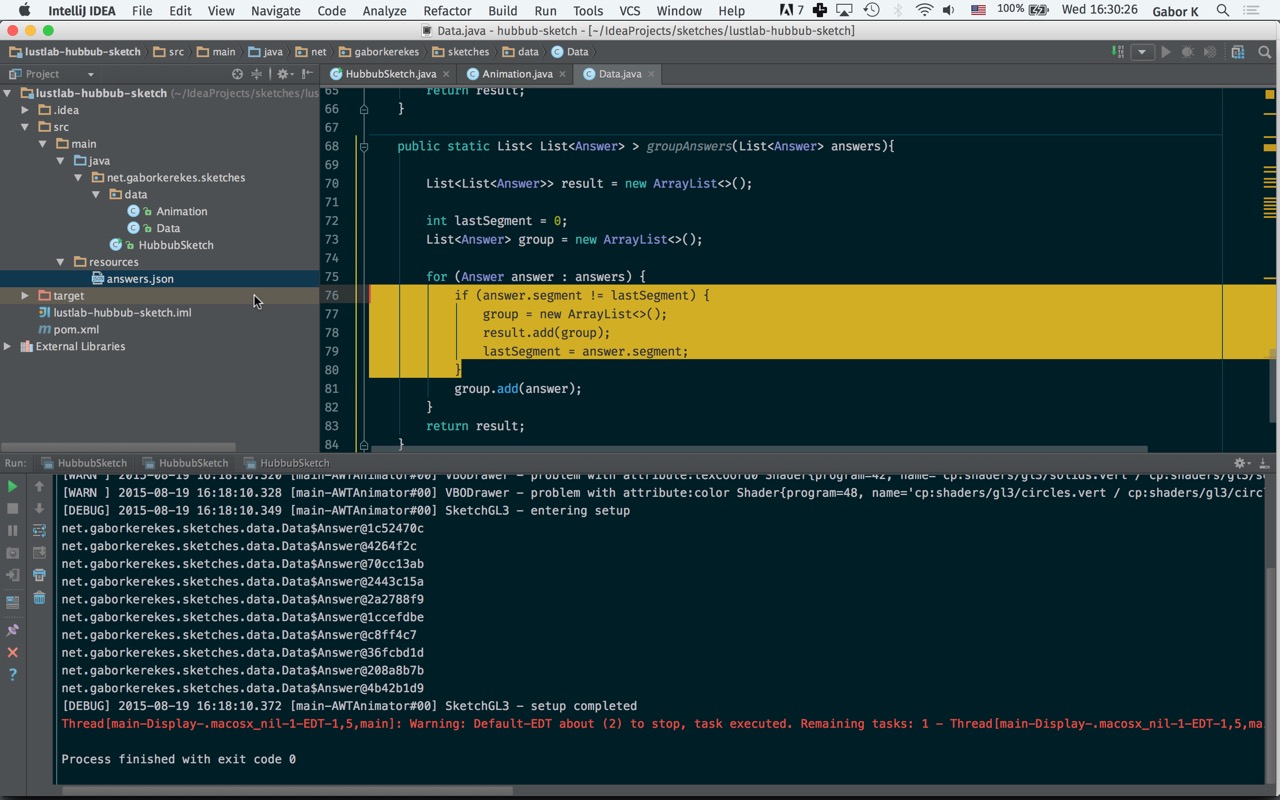 IntelliJ IDEA File Edit View Navigate Code Analyze Refactor Build Run Tools VCS Window Help 7 100% Wed 16:30:26 Gabor K
Data.java - hubbub-sketch - [~/IdeaProjects/sketches/lustlab-hubbub-sketch]
lustlab-hubbub-sketch src main java net gaborkerekes sketches data Data
Project
HubbubSketch.java Animation.java Data.java
lustlab-hubbub-sketch (~/IdeaProjects/sketches/lus
.idea
src
main
java
net.gaborkerekes.sketches
data
Animation
Data
HubbubSketch
resources
answers.json
target
lustlab-hubbub-sketch.iml
pom.xml
External Libraries
65 return result;
66 }
67
68 public static List< List<Answer> > groupAnswers(List<Answer> answers){
69
70 List<List<Answer>> result = new ArrayList<>();
71
72 int lastSegment = 0;
73 List<Answer> group = new ArrayList<>();
74
75 for (Answer answer : answers) {
76 if (answer.segment != lastSegment) {
77 group = new ArrayList<>();
78 result.add(group);
79 lastSegment = answer.segment;
80 }
81 group.add(answer);
82 }
83 return result;
84 }
Run: HubbubSketch HubbubSketch HubbubSketch
[WARN ] 2015-08-19 16:18:10.320 [main-AWTAnimator#00] VBODrawer - problem with attribute:texCoord0 Shader{program=42, name='cp:shaders/gl3/solids.vert / cp:shaders/gl3/s
[WARN ] 2015-08-19 16:18:10.328 [main-AWTAnimator#00] VBODrawer - problem with attribute:color Shader{program=48, name='cp:shaders/gl3/circles.vert / cp:shaders/gl3/circ
[DEBUG] 2015-08-19 16:18:10.349 [main-AWTAnimator#00] SketchGL3 - entering setup
net.gaborkerekes.sketches.data.Data$Answer@1c52470c
net.gaborkerekes.sketches.data.Data$Answer@4264f2c
net.gaborkerekes.sketches.data.Data$Answer@70cc13ab
net.gaborkerekes.sketches.data.Data$Answer@2443c15a
net.gaborkerekes.sketches.data.Data$Answer@2a2788f9
net.gaborkerekes.sketches.data.Data$Answer@1ccefdbe
net.gaborkerekes.sketches.data.Data$Answer@c8ff4c7
net.gaborkerekes.sketches.data.Data$Answer@36fcbd1d
net.gaborkerekes.sketches.data.Data$Answer@208a8b7b
net.gaborkerekes.sketches.data.Data$Answer@4b42b1d9
[DEBUG] 2015-08-19 16:18:10.372 [main-AWTAnimator#00] SketchGL3 - setup completed
Thread[main-Display-.macosx_nil-1-EDT-1,5,main]: Warning: Default-EDT about (2) to stop, task executed. Remaining tasks: 1 - Thread[main-Display-.macosx_nil-1-EDT-1,5,ma
Process finished with exit code 0